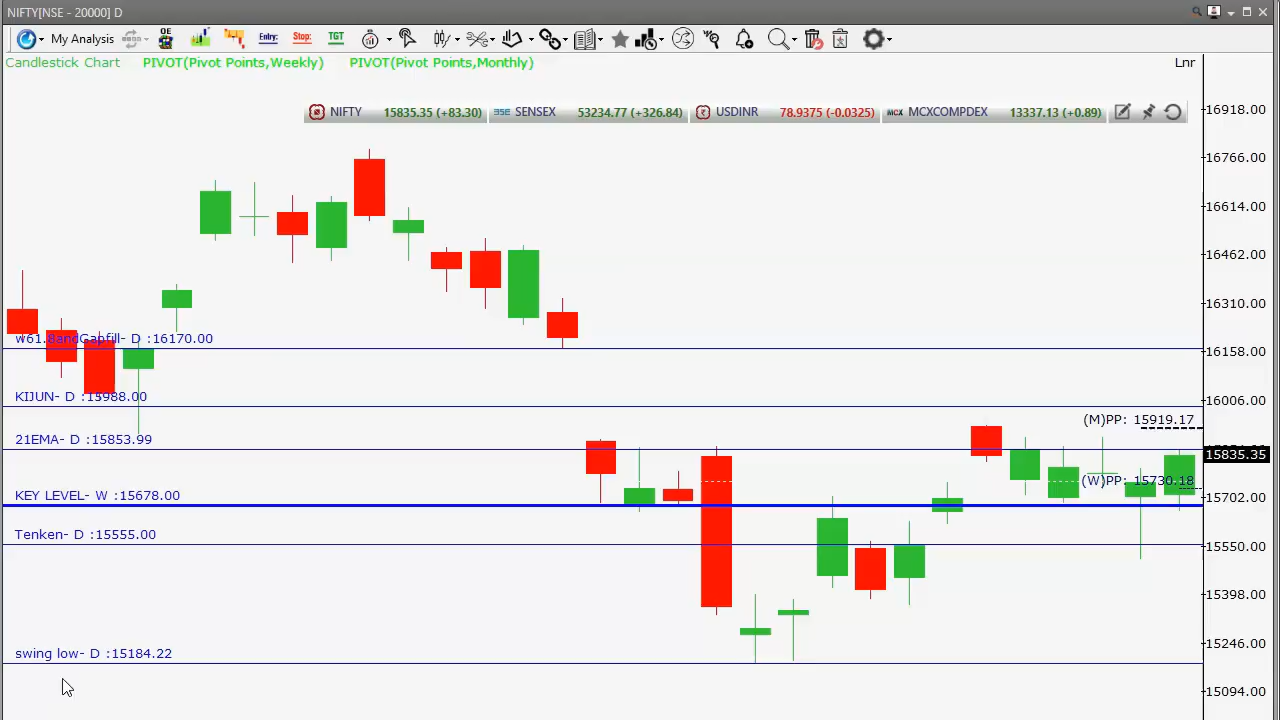 NIFTY[NSE - 20000] D
My Analysis OE Entry: Stop: TGT
Candlestick Chart PIVOT(Pivot Points,Weekly) PIVOT(Pivot Points,Monthly) Lnr
NIFTY 15835.35 (+83.30) BSE SENSEX 53234.77 (+326.84) USDINR 78.9375 (-0.0325) MCX MCXCOMPDEX 13337.13 (+0.89)
16918.00
16766.00
16614.00
16462.00
16310.00
w61.8andGapfill- D :16170.00
16158.00
KIJUN- D :15988.00
16006.00
(M)PP: 15919.17
21EMA- D :15853.99
15835.35
(W)PP: 15730.18
KEY LEVEL- W :15678.00
15702.00
Tenken- D :15555.00
15550.00
15398.00
15246.00
swing low- D :15184.22
15094.00